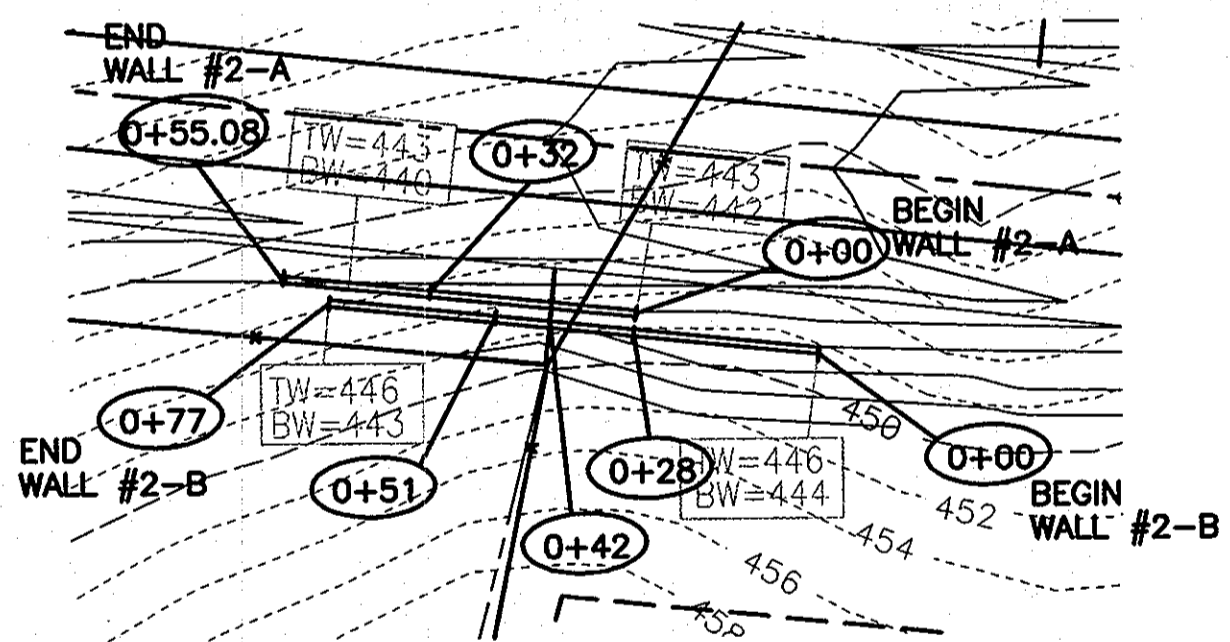 END
WALL #2-A
0+55.08
TW=443
BW=440
0+32
TW=443
BW=442
BEGIN
WALL #2-A
0+00
TW=446
BW=443
0+77
END
WALL #2-B
0+51
0+42
0+28
TW=446
BW=444
0+00
BEGIN
WALL #2-B
450
452
454
456
458